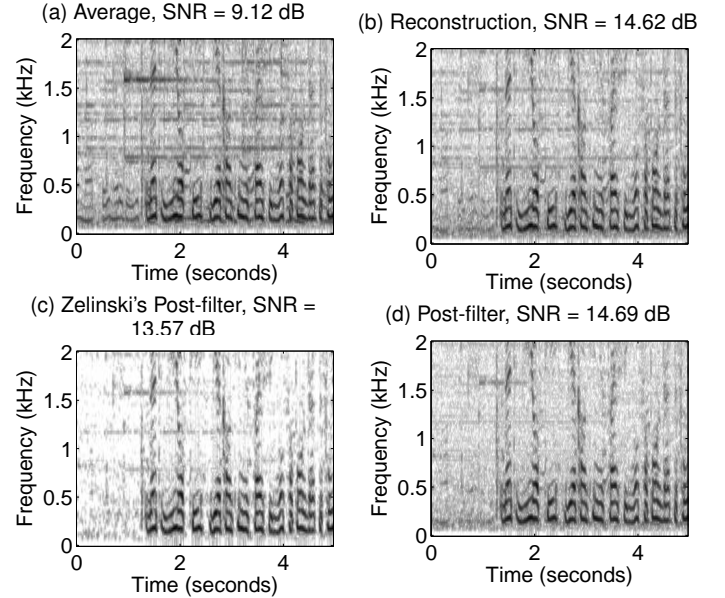 (a) Average, SNR = 9.12 dB
2
1.5
1
0.5
0
Frequency (kHz)
0
2
4
Time (seconds)
(b) Reconstruction, SNR = 14.62 dB
2
1.5
1
0.5
0
Frequency (kHz)
0
2
4
Time (seconds)
(c) Zelinski's Post-filter, SNR =
13.57 dB
2
1.5
1
0.5
0
Frequency (kHz)
0
2
4
Time (seconds)
(d) Post-filter, SNR = 14.69 dB
2
1.5
1
0.5
0
Frequency (kHz)
0
2
4
Time (seconds)